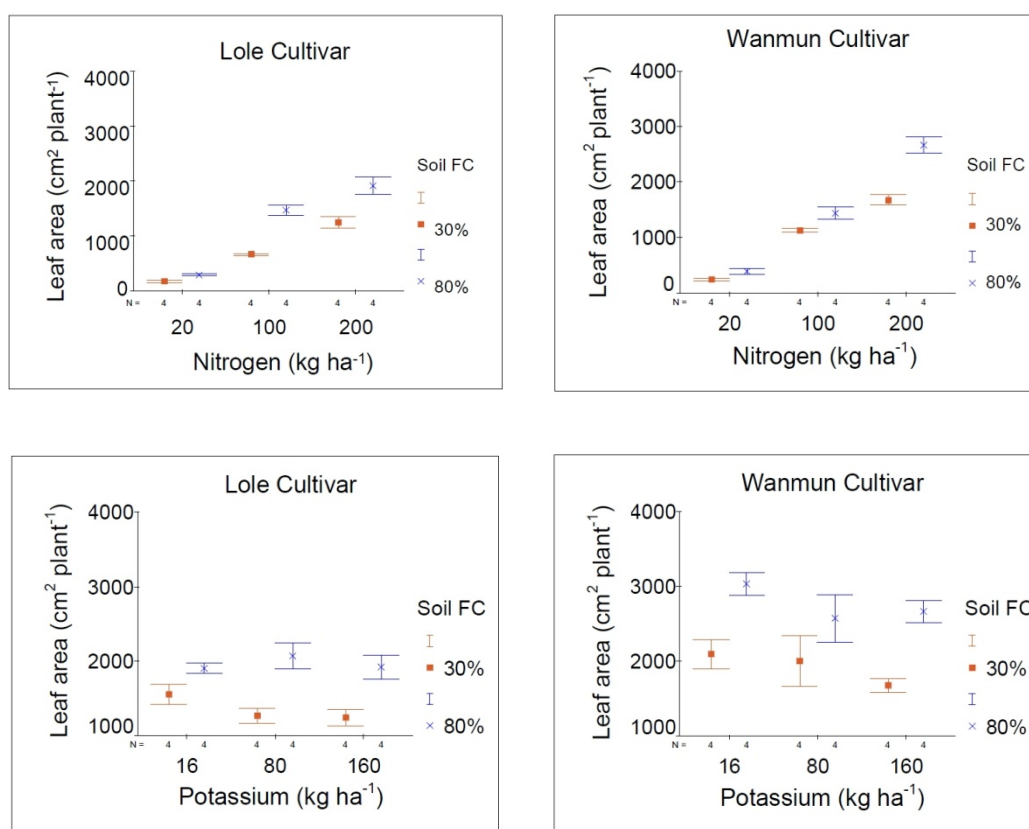 Lole Cultivar
Leaf area (cm² plant⁻¹)
4000
3000
2000
1000
0
Soil FC
30%
80%
N = 4 4 4 4 4 4
20 100 200
Nitrogen (kg ha⁻¹)
Wanmun Cultivar
Leaf area (cm² plant⁻¹)
4000
3000
2000
1000
0
Soil FC
30%
80%
N = 4 4 4 4 4 4
20 100 200
Nitrogen (kg ha⁻¹)
Lole Cultivar
Leaf area (cm² plant⁻¹)
4000
3000
2000
1000
Soil FC
30%
80%
N = 4 4 4 4 4 4
16 80 160
Potassium (kg ha⁻¹)
Wanmun Cultivar
Leaf area (cm² plant⁻¹)
4000
3000
2000
1000
Soil FC
30%
80%
N = 4 4 4 4 4 4
16 80 160
Potassium (kg ha⁻¹)